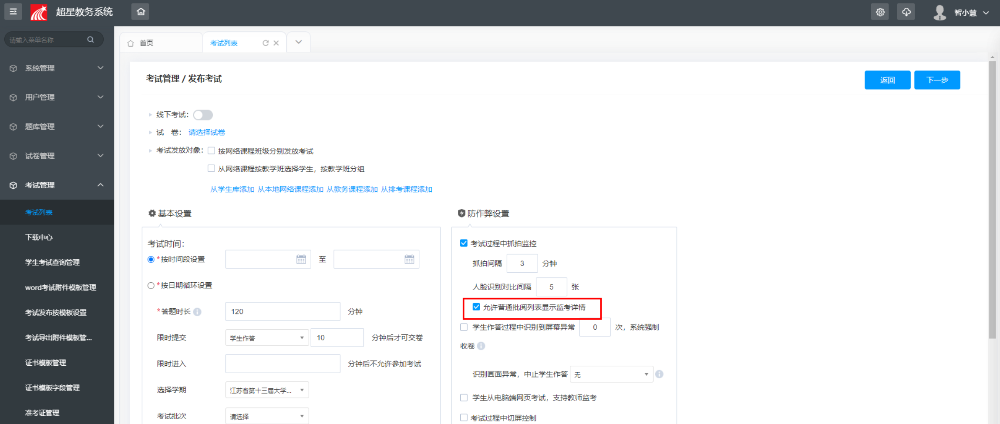 超星教务系统
智小慧
请输入菜单名称
首页
考试列表
系统管理
用户管理
题库管理
试卷管理
考试管理
考试列表
下载中心
学生考试查询管理
word考试附件模板管理
考试发布按模板设置
考试导出附件模板管...
证书模板管理
证书模板字段管理
准考证管理
考试管理 / 发布考试
返回
下一步
线下考试：
试 卷： 请选择试卷
考试发放对象： 按网络课程班级分别发放考试
从网络课程按教学班选择学生，按教学班分组
从学生库添加 从本地网络课程添加 从教务课程添加 从排考课程添加
基本设置
考试时间：
*按时间段设置 至
*按日期循环设置
*答题时长 120 分钟
限时提交 学生作答 10 分钟后才可交卷
限时进入 分钟后不允许参加考试
选择学期 江苏省第十三届大学...
考试批次 请选择
防作弊设置
考试过程中抓拍监控
抓拍间隔 3 分钟
人脸识别对比间隔 5 张
允许普通批阅列表显示监考详情
学生作答过程中识别到屏幕异常 0 次，系统强制
收卷
识别画面异常，中止学生作答 无
学生从电脑端网页考试，支持教师监考
考试过程中切屏控制